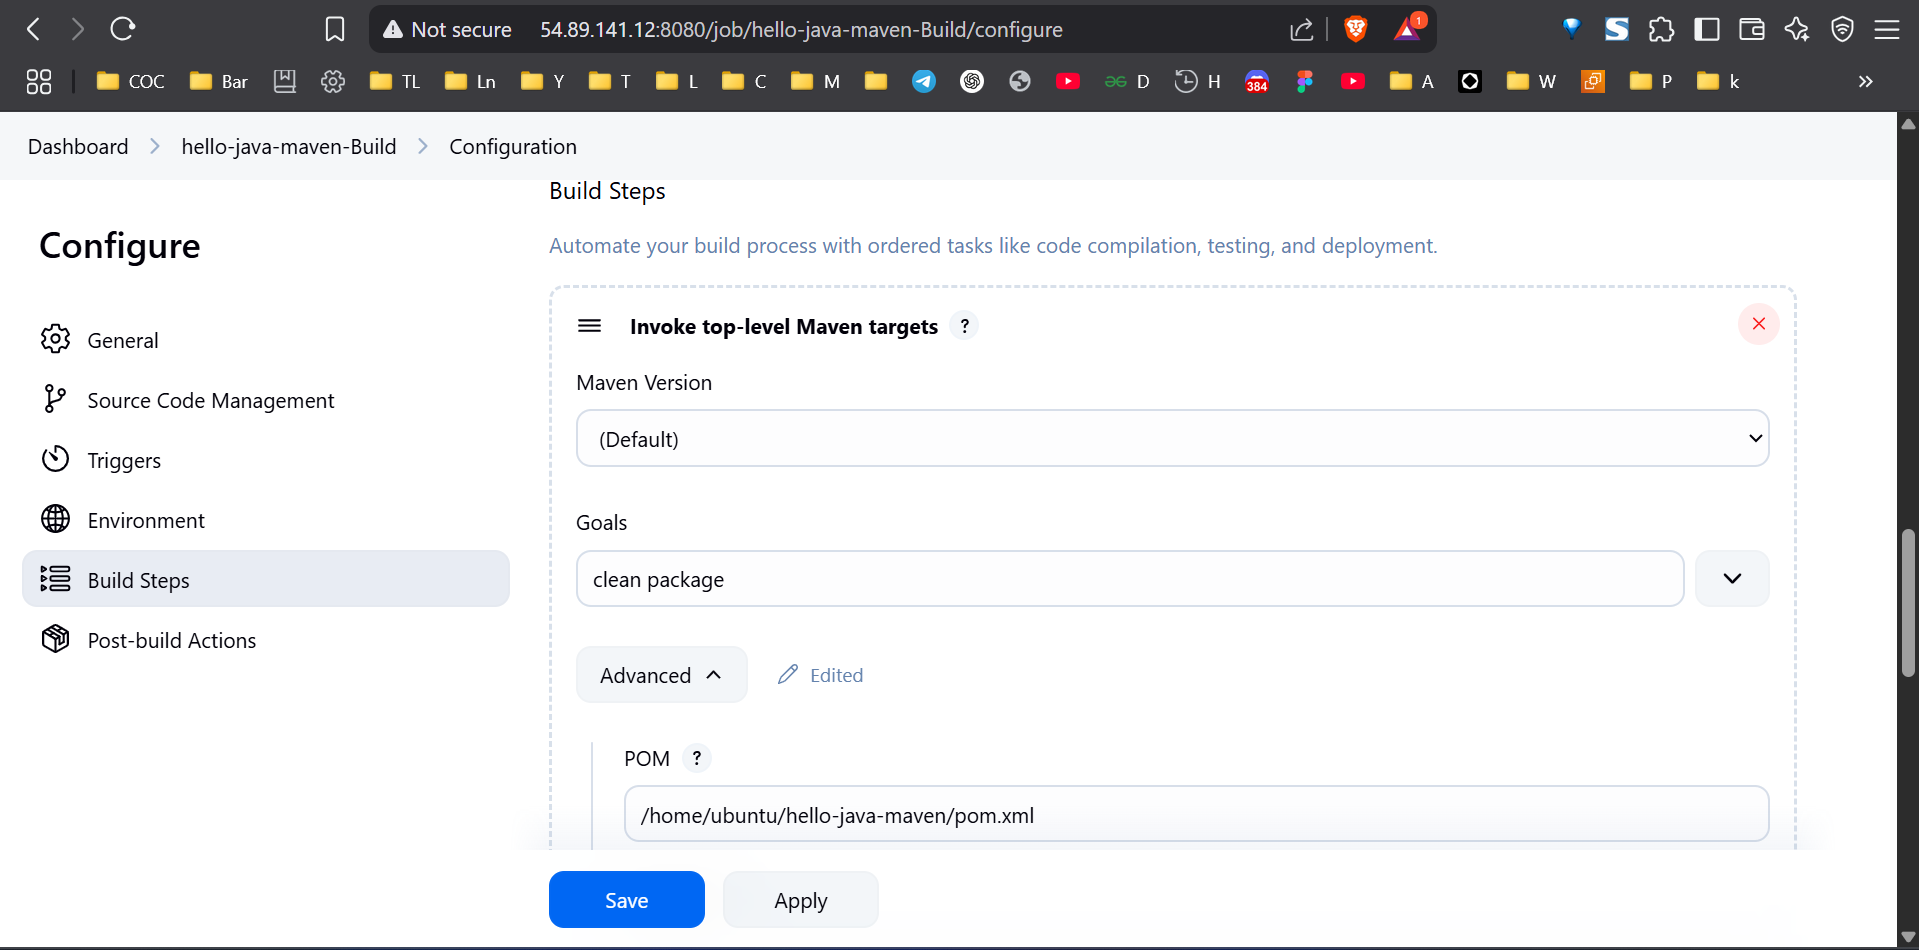 Not secure 54.89.141.12:8080/job/hello-java-maven-Build/configure 1
COC Bar TL Ln Y T L C M D H 384 A W P k
Dashboard hello-java-maven-Build Configuration
Build Steps
Automate your build process with ordered tasks like code compilation, testing, and deployment.
Configure
General
Source Code Management
Triggers
Environment
Build Steps
Post-build Actions
Invoke top-level Maven targets ?
Maven Version
(Default)
Goals
clean package
Advanced Edited
POM ?
/home/ubuntu/hello-java-maven/pom.xml
Save Apply